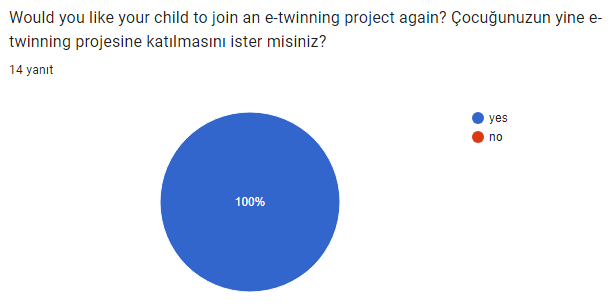 Would you like your child to join an e-twinning project again? Çocuğunuzun yine e-
twinning projesine katılmasını ister misiniz?
14 yanıt
yes
no
100%